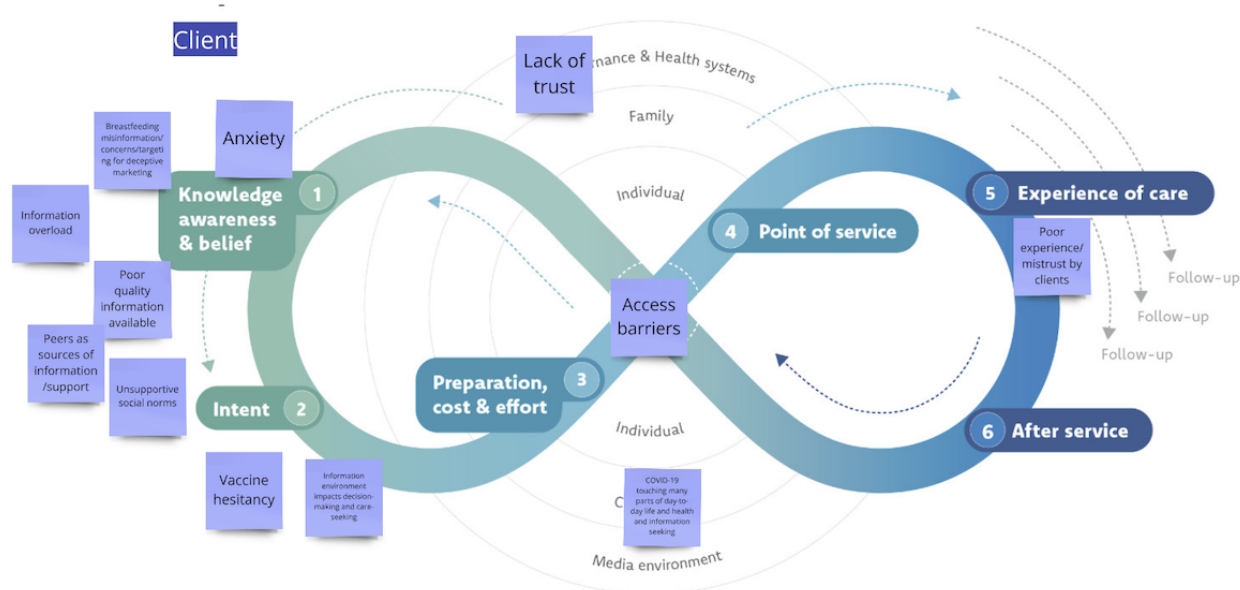 Client
Lack of
trust
nance & Health systems
Family
Individual
Breastfeeding
misinformation/
concerns/targeti
ng for deceptive
marketing
Anxiety
Information
overload
Knowledge
awareness
& belief
1
Poor
quality
information
available
Peers as
sources of
information
/support
Unsupportive
social norms
Intent
2
Vaccine
hesitancy
Information
environment
impacts decision-
making and care-
seeking
Preparation,
cost & effort
3
Access
barriers
4
Point of service
5
Experience of care
Poor
experience/
mistrust by
clients
Follow-up
Follow-up
Follow-up
6
After service
Individual
C
COVID-19
touching many
parts of day-to-
day life and health
and information
seeking
Media environment